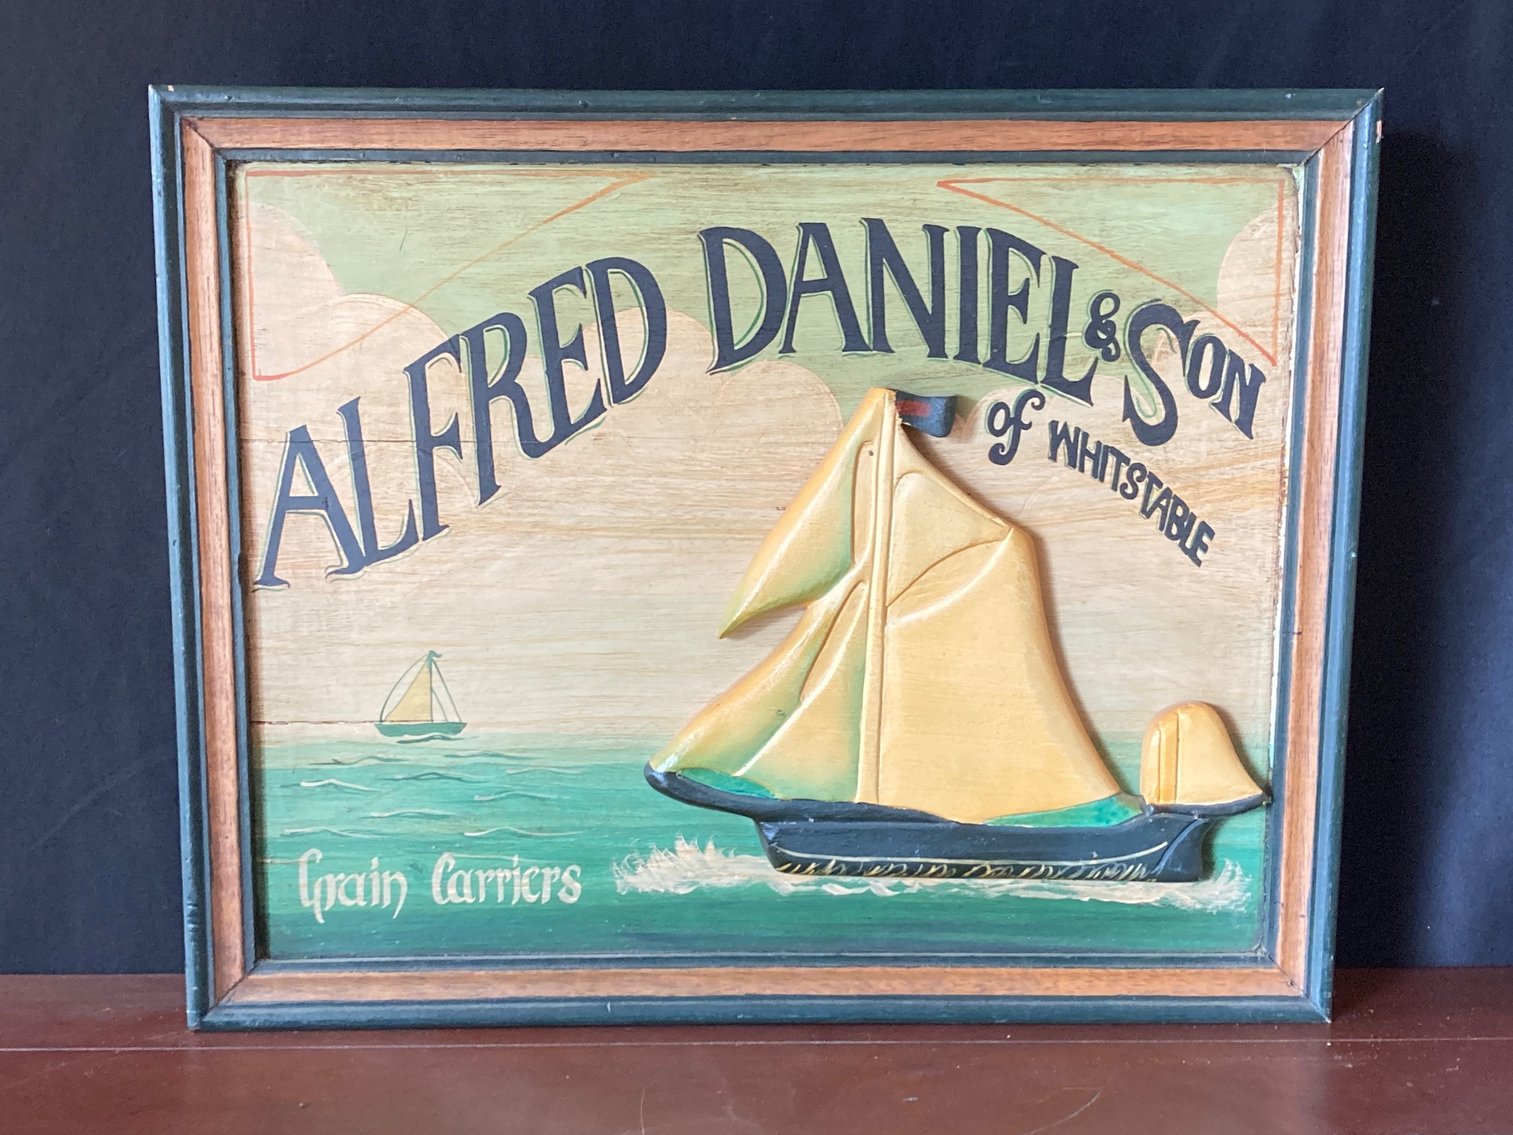 ALFRED DANIEL & SON
of WHITSTABLE
Grain Carriers